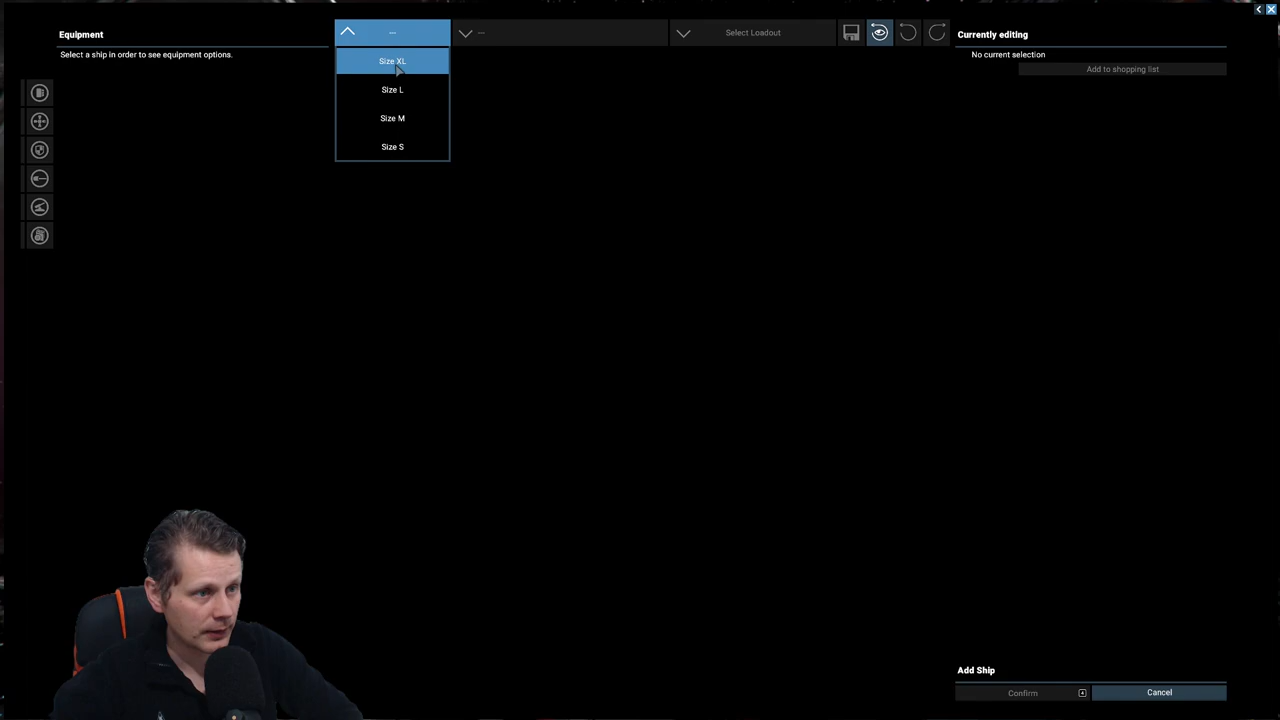 Equipment
Select a ship in order to see equipment options.
---
Size XL
Size L
Size M
Size S
---
Select Loadout
Currently editing
No current selection
Add to shopping list
Add Ship
Confirm
Cancel